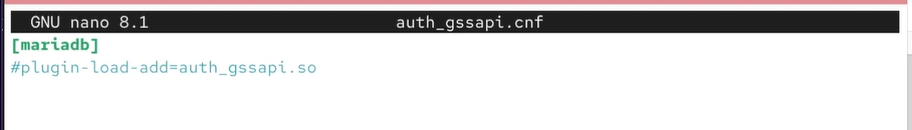 GNU nano 8.1 auth_gssapi.cnf
[mariadb]
#plugin-load-add=auth_gssapi.so